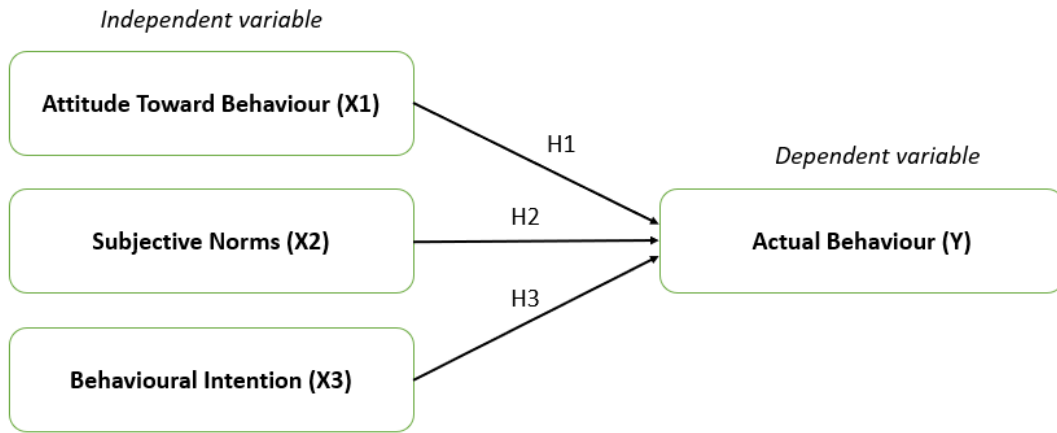 Independent variable
Attitude Toward Behaviour (X1)
H1
Dependent variable
Subjective Norms (X2)
H2
Actual Behaviour (Y)
H3
Behavioural Intention (X3)